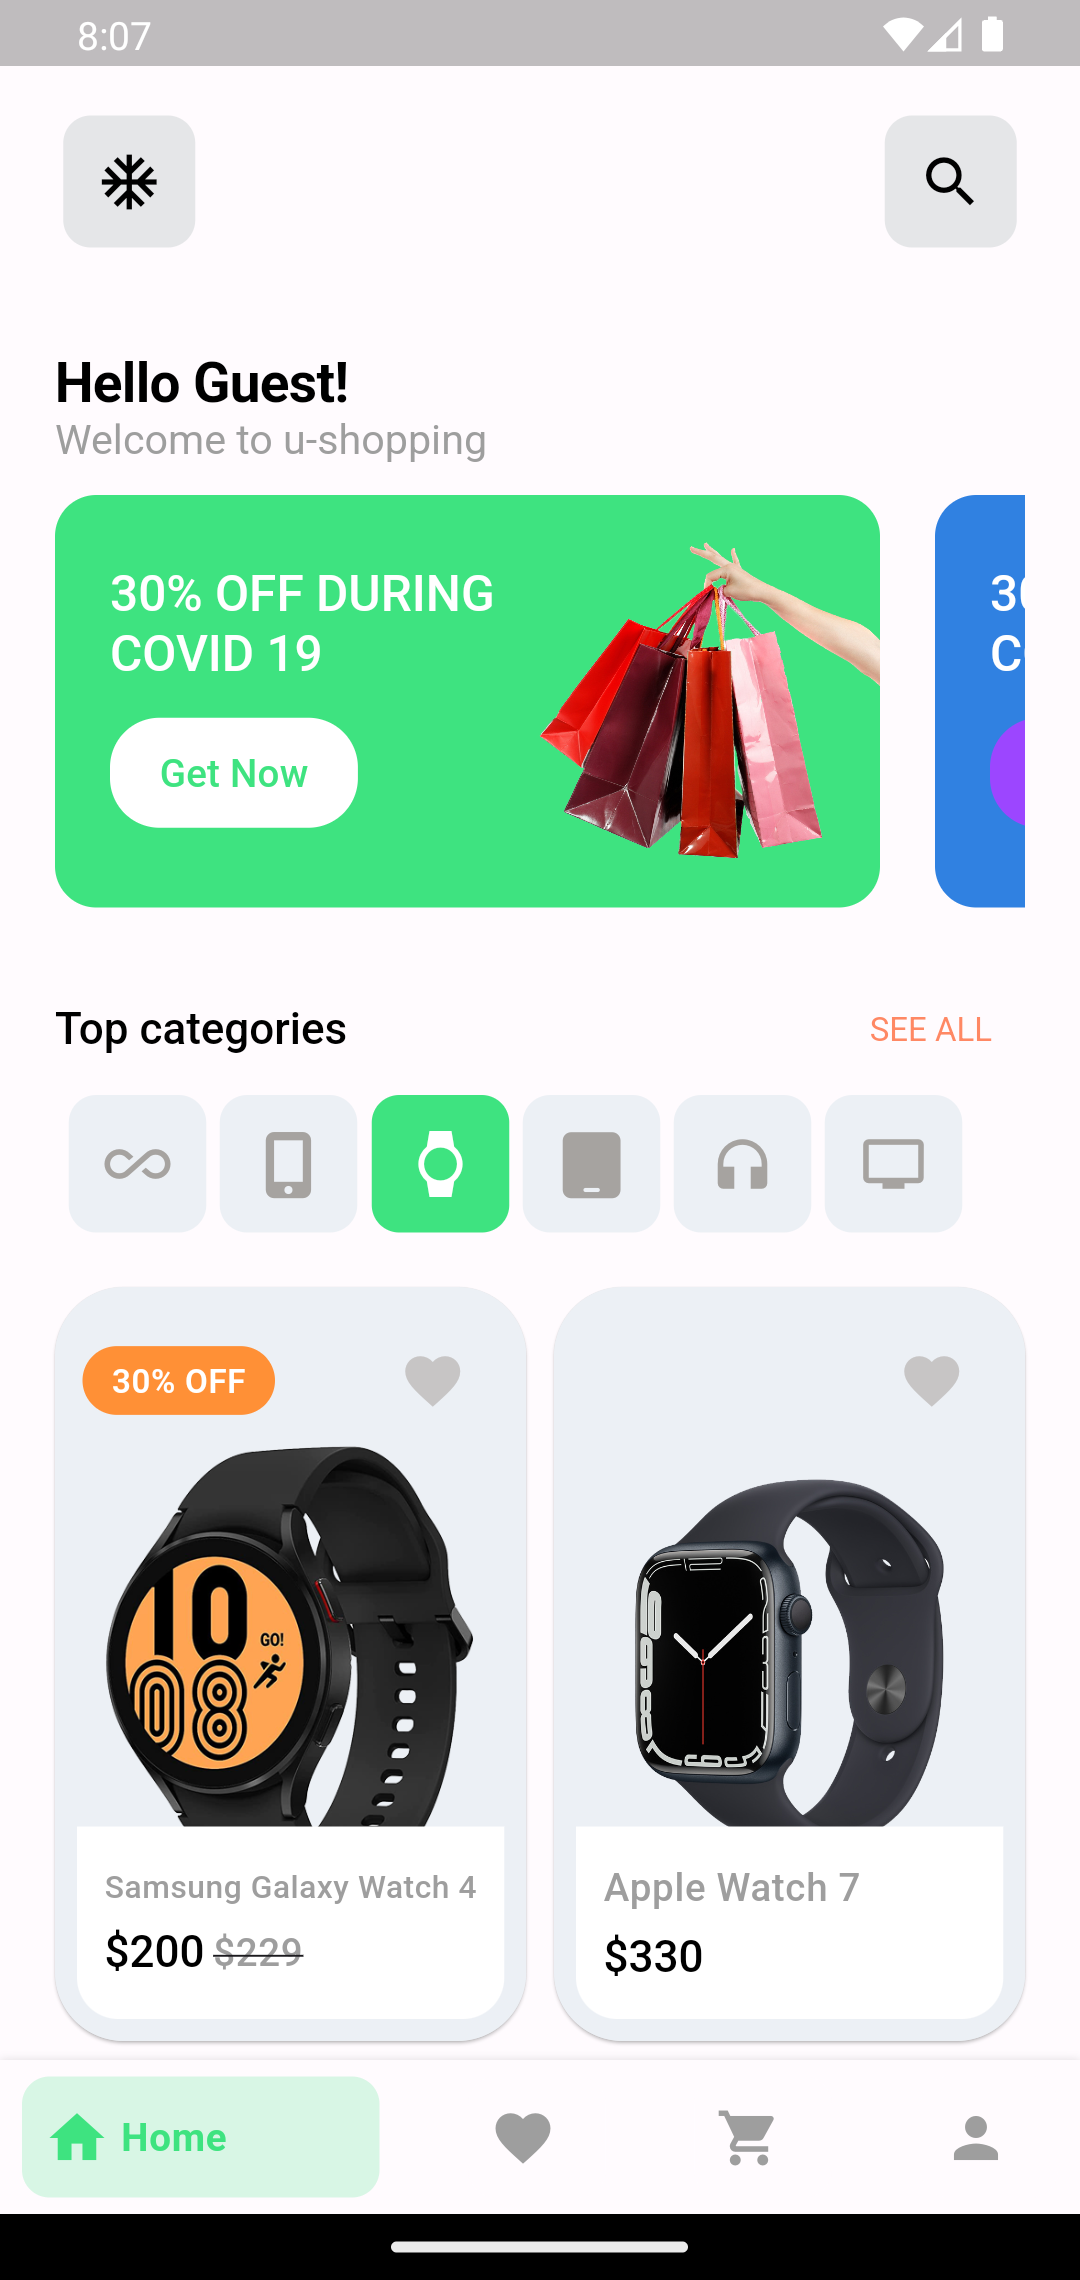 8:07
Hello Guest!
Welcome to u-shopping
30% OFF DURING
COVID 19
Get Now
30
CO
Top categories
SEE ALL
30% OFF
10
GO!
08
Samsung Galaxy Watch 4
$200 $229
Apple Watch 7
$330
Home